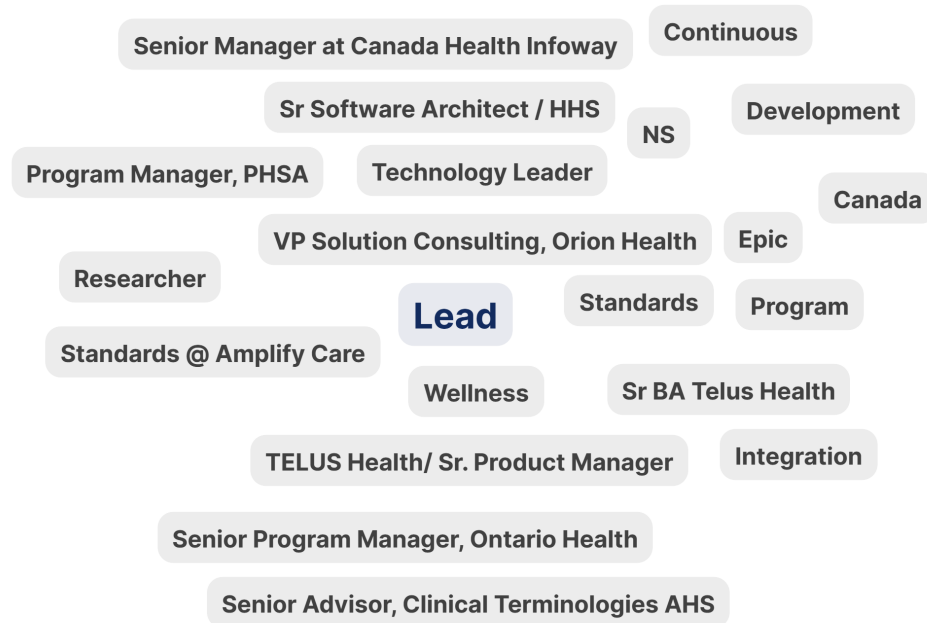 Senior Manager at Canada Health Infoway
Continuous
Sr Software Architect / HHS
NS
Development
Program Manager, PHSA
Technology Leader
Canada
VP Solution Consulting, Orion Health
Epic
Researcher
Lead
Standards
Program
Standards @ Amplify Care
Wellness
Sr BA Telus Health
TELUS Health/ Sr. Product Manager
Integration
Senior Program Manager, Ontario Health
Senior Advisor, Clinical Terminologies AHS